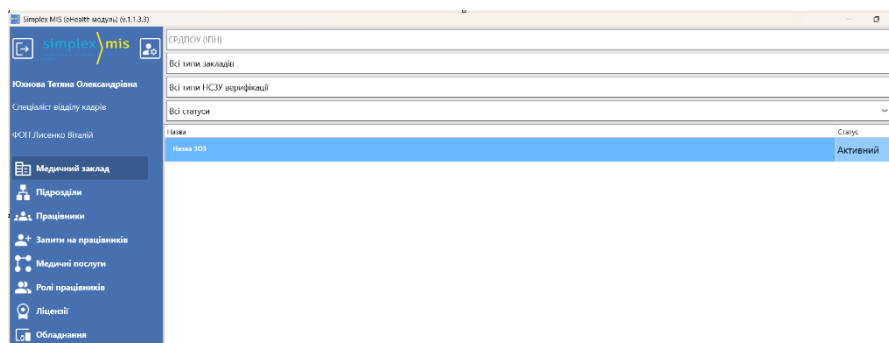 Simplex MIS (eHealth модуль) (v.1.1.3.3)
simplex mis
Юхнова Тетяна Олександрівна
Спеціаліст відділу кадрів
ФОП Лисенко Віталій
Медичний заклад
Підрозділи
Працівники
Запити на працівників
Медичні послуги
Ролі працівників
Ліцензії
Обладнання
ЄРДПОУ (ІПН)
Всі типи закладів
Всі типи НСЗУ верифікації
Всі статуси
Назва Статус
Назва ЗОЗ Активний